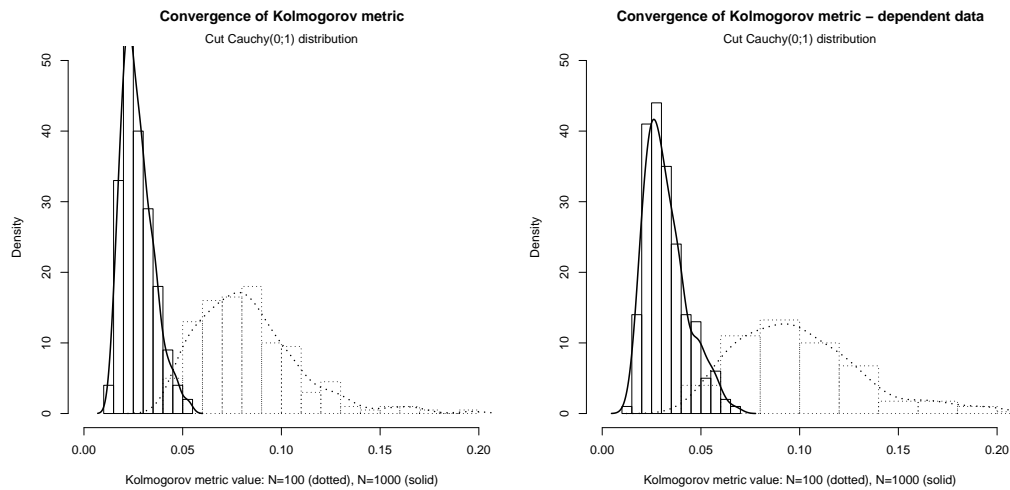 Convergence of Kolmogorov metric
Cut Cauchy(0;1) distribution
Density
50
40
30
20
10
0
0.00 0.05 0.10 0.15 0.20
Kolmogorov metric value: N=100 (dotted), N=1000 (solid)
Convergence of Kolmogorov metric − dependent data
Cut Cauchy(0;1) distribution
Density
50
40
30
20
10
0
0.00 0.05 0.10 0.15 0.20
Kolmogorov metric value: N=100 (dotted), N=1000 (solid)